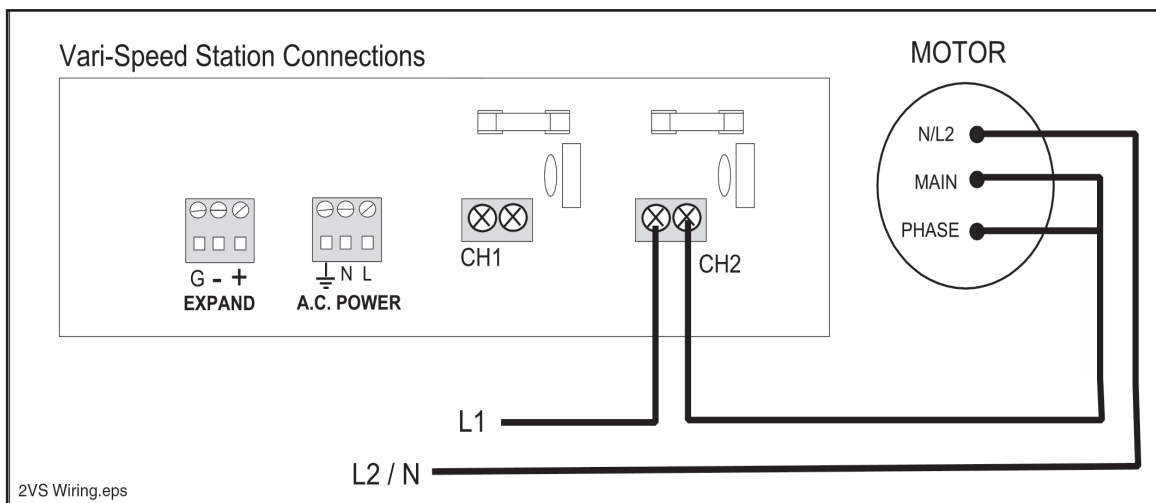 Vari-Speed Station Connections
MOTOR
N/L2
MAIN
PHASE
CH1
CH2
G - +
EXPAND
N L
A.C. POWER
L1
L2 / N
2VS Wiring.eps